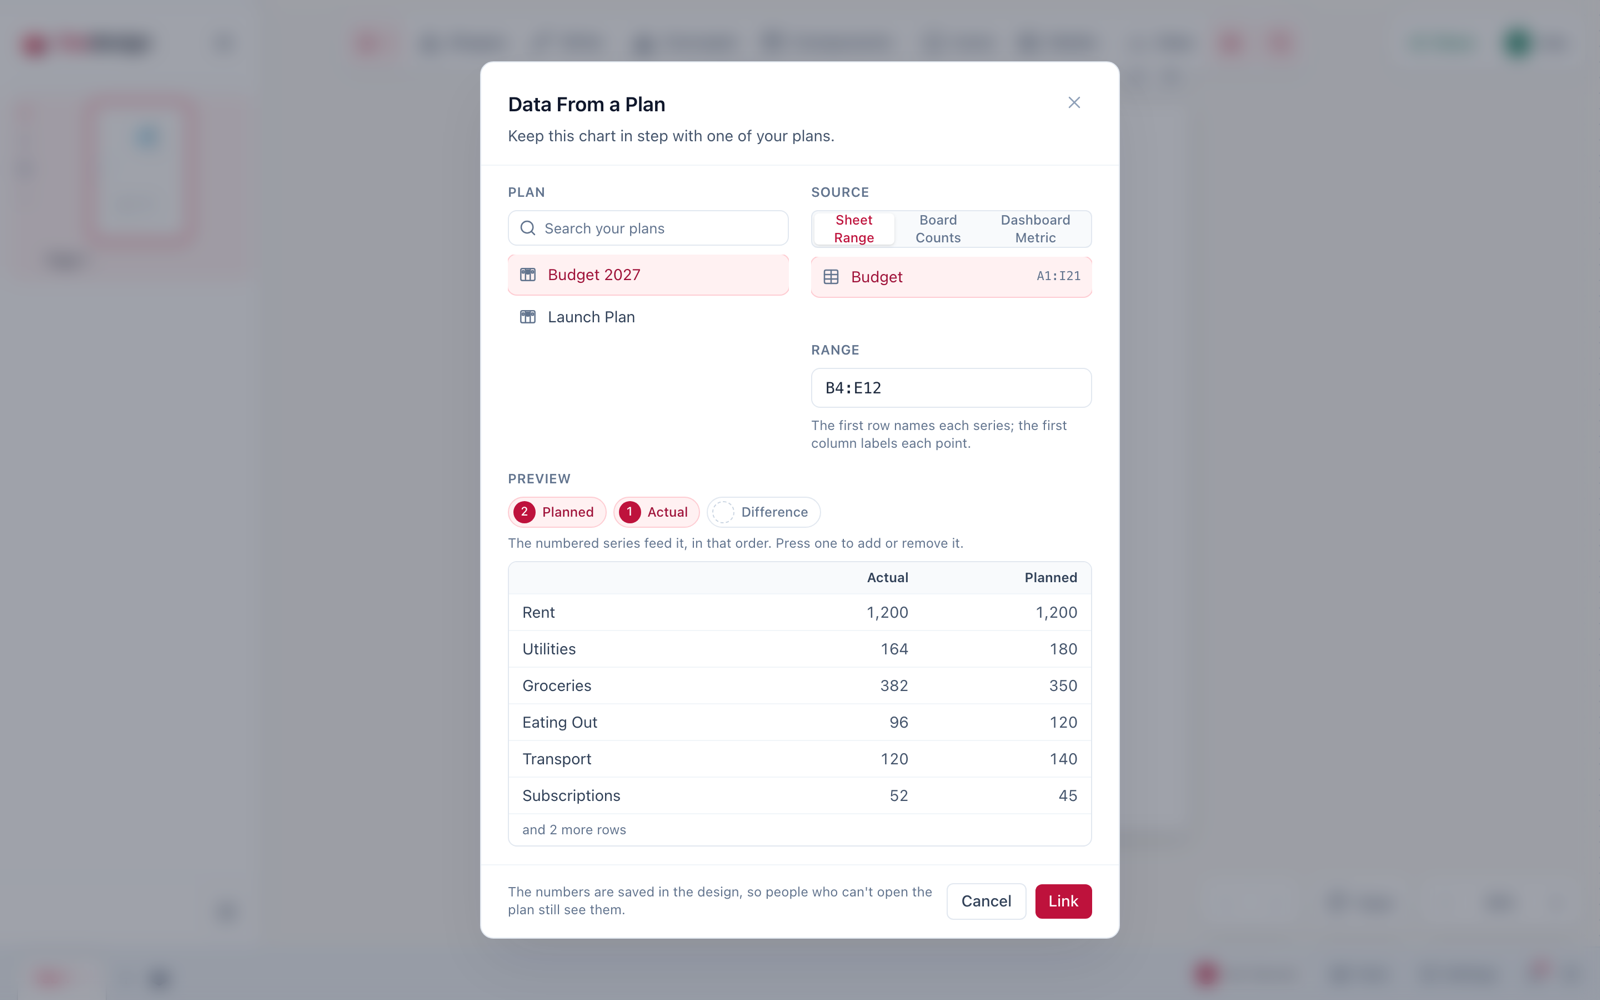 Data From a Plan
Keep this chart in step with one of your plans.
PLAN
Search your plans
Budget 2027
Launch Plan
SOURCE
Sheet Range
Board Counts
Dashboard Metric
Budget
A1:I21
RANGE
B4:E12
The first row names each series; the first
column labels each point.
PREVIEW
2 Planned
1 Actual
Difference
The numbered series feed it, in that order. Press one to add or remove it.
Actual Planned
Rent 1,200 1,200
Utilities 164 180
Groceries 382 350
Eating Out 96 120
Transport 120 140
Subscriptions 52 45
and 2 more rows
The numbers are saved in the design, so people who can't open the
plan still see them.
Cancel
Link